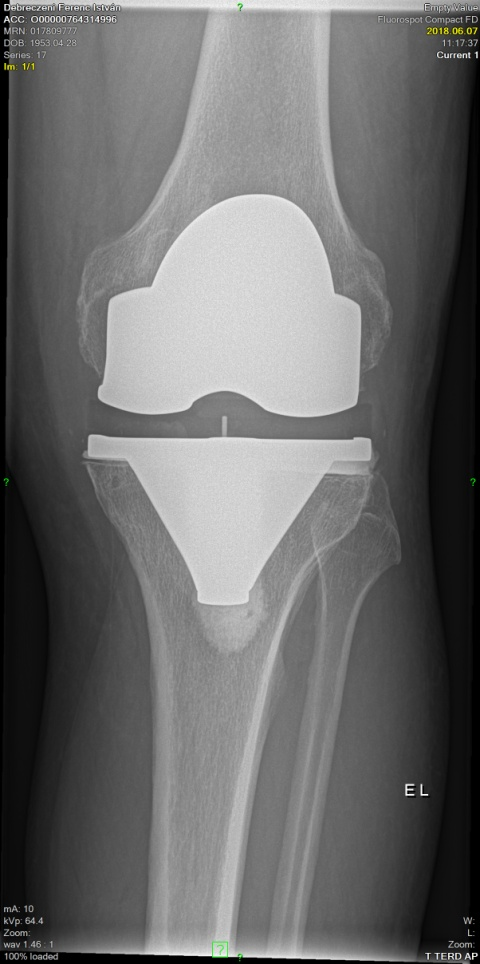 Debreczeni Ferenc István
ACC: O00000764314996
MRN: 017809777
DOB: 1953.04.28
Series: 17
Im: 1/1
?
Empty Value
Fluorospot Compact FD
2018.06.07
11:17:37
Current 1
?
?
E L
mA: 10
kVp: 64.4
Zoom:
wav 1.46 : 1
100% loaded
?
?
W:
L:
Zoom:
T TERD AP